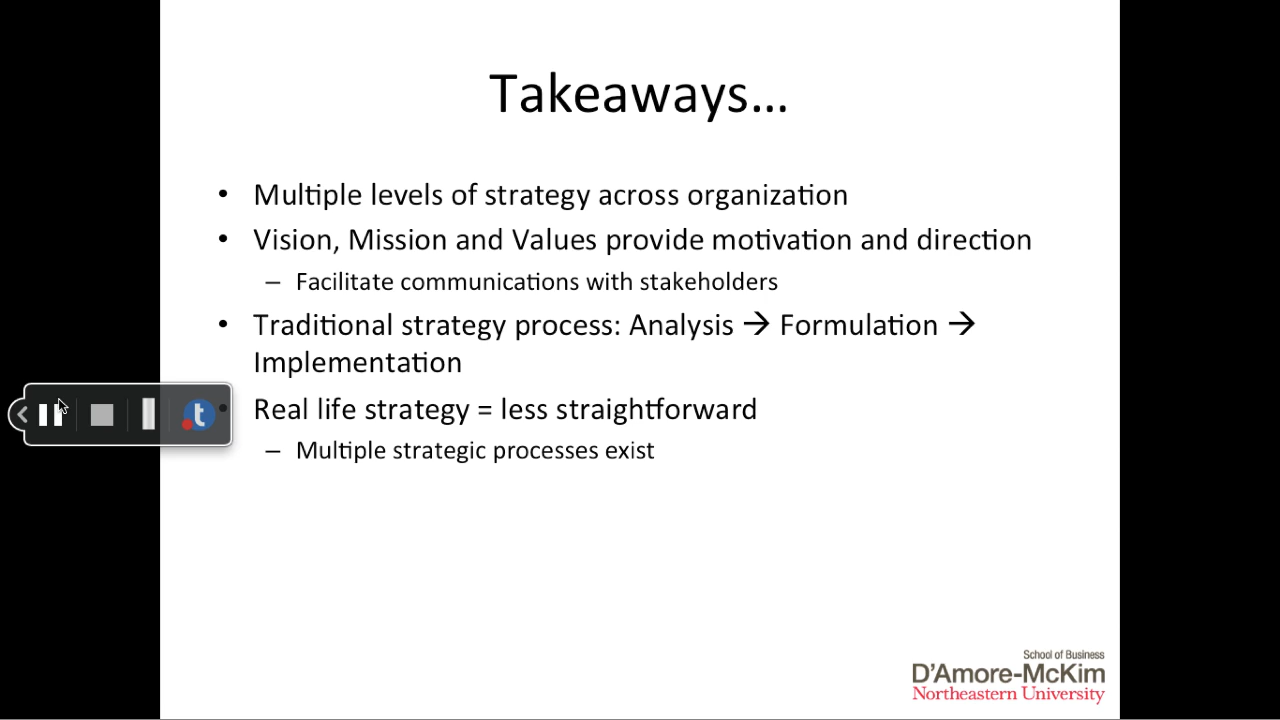 Takeaways…
• Multiple levels of strategy across organization
• Vision, Mission and Values provide motivation and direction
– Facilitate communications with stakeholders
• Traditional strategy process: Analysis → Formulation →
Implementation
• Real life strategy = less straightforward
– Multiple strategic processes exist
t
School of Business
D'Amore-McKim
Northeastern University